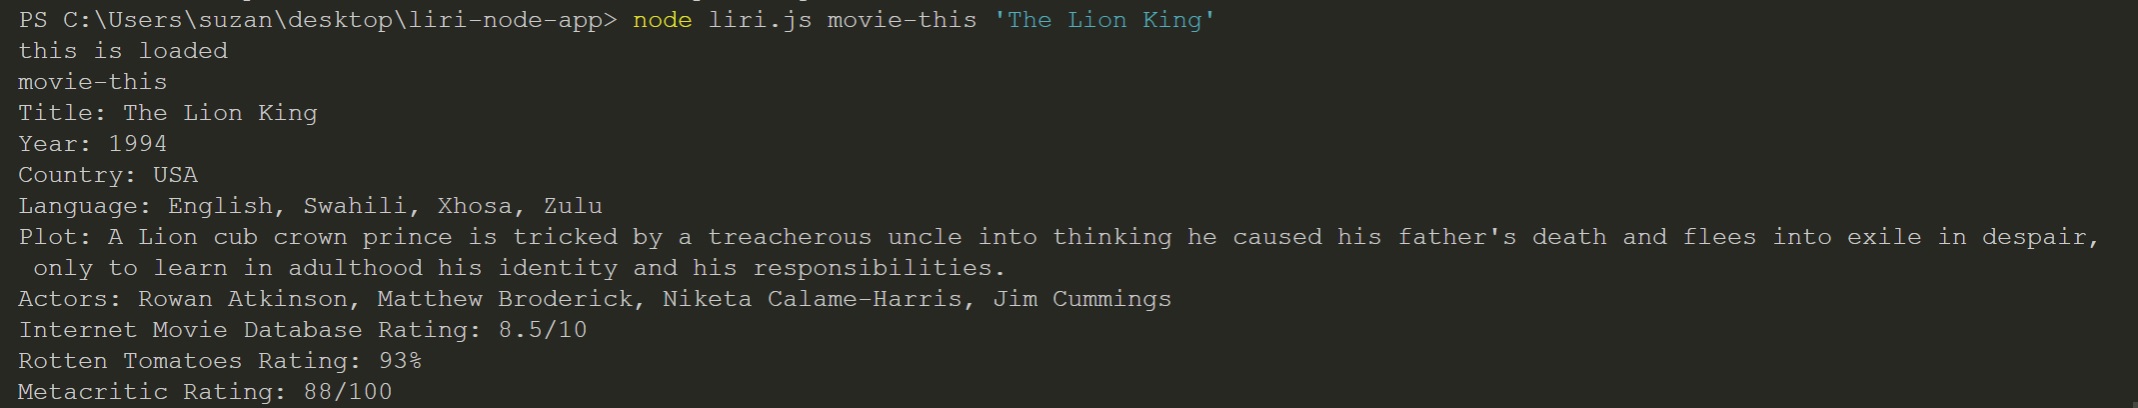 PS C:\Users\suzan\desktop\liri-node-app> node liri.js movie-this 'The Lion King'
this is loaded
movie-this
Title: The Lion King
Year: 1994
Country: USA
Language: English, Swahili, Xhosa, Zulu
Plot: A Lion cub crown prince is tricked by a treacherous uncle into thinking he caused his father's death and flees into exile in despair,
only to learn in adulthood his identity and his responsibilities.
Actors: Rowan Atkinson, Matthew Broderick, Niketa Calame-Harris, Jim Cummings
Internet Movie Database Rating: 8.5/10
Rotten Tomatoes Rating: 93%
Metacritic Rating: 88/100